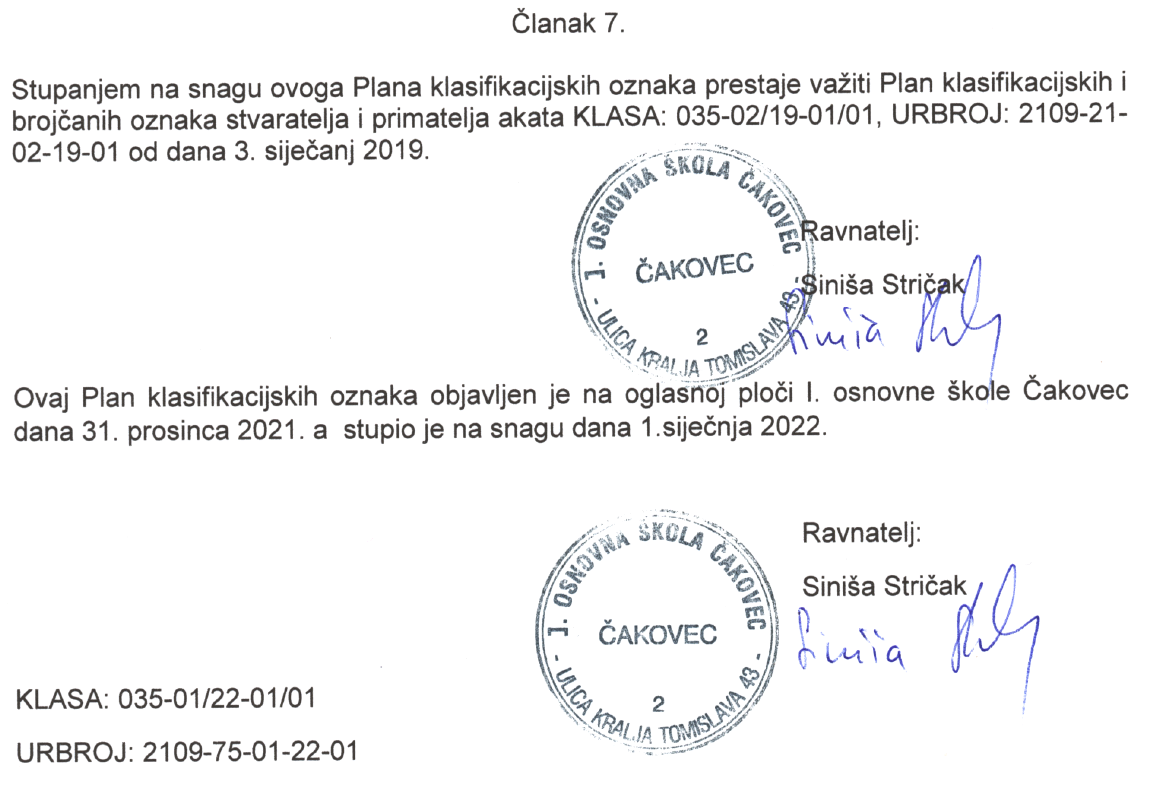 Članak 7.
Stupanjem na snagu ovoga Plana klasifikacijskih oznaka prestaje važiti Plan klasifikacijskih i
brojčanih oznaka stvaratelja i primatelja akata KLASA: 035-02/19-01/01, URBROJ: 2109-21-
02-19-01 od dana 3. siječanj 2019.
1. OSNOVNA ŠKOLA ČAKOVEC
ČAKOVEC
2
- ULICA KRALJA TOMISLAVA 43 -
Ravnatelj:
Siniša Stričak
Siniša
Ovaj Plan klasifikacijskih oznaka objavljen je na oglasnoj ploči I. osnovne škole Čakovec
dana 31. prosinca 2021. a  stupio je na snagu dana 1.siječnja 2022.
1. OSNOVNA ŠKOLA ČAKOVEC
ČAKOVEC
2
- ULICA KRALJA TOMISLAVA 43 -
Ravnatelj:
Siniša Stričak
Siniša
KLASA: 035-01/22-01/01
URBROJ: 2109-75-01-22-01